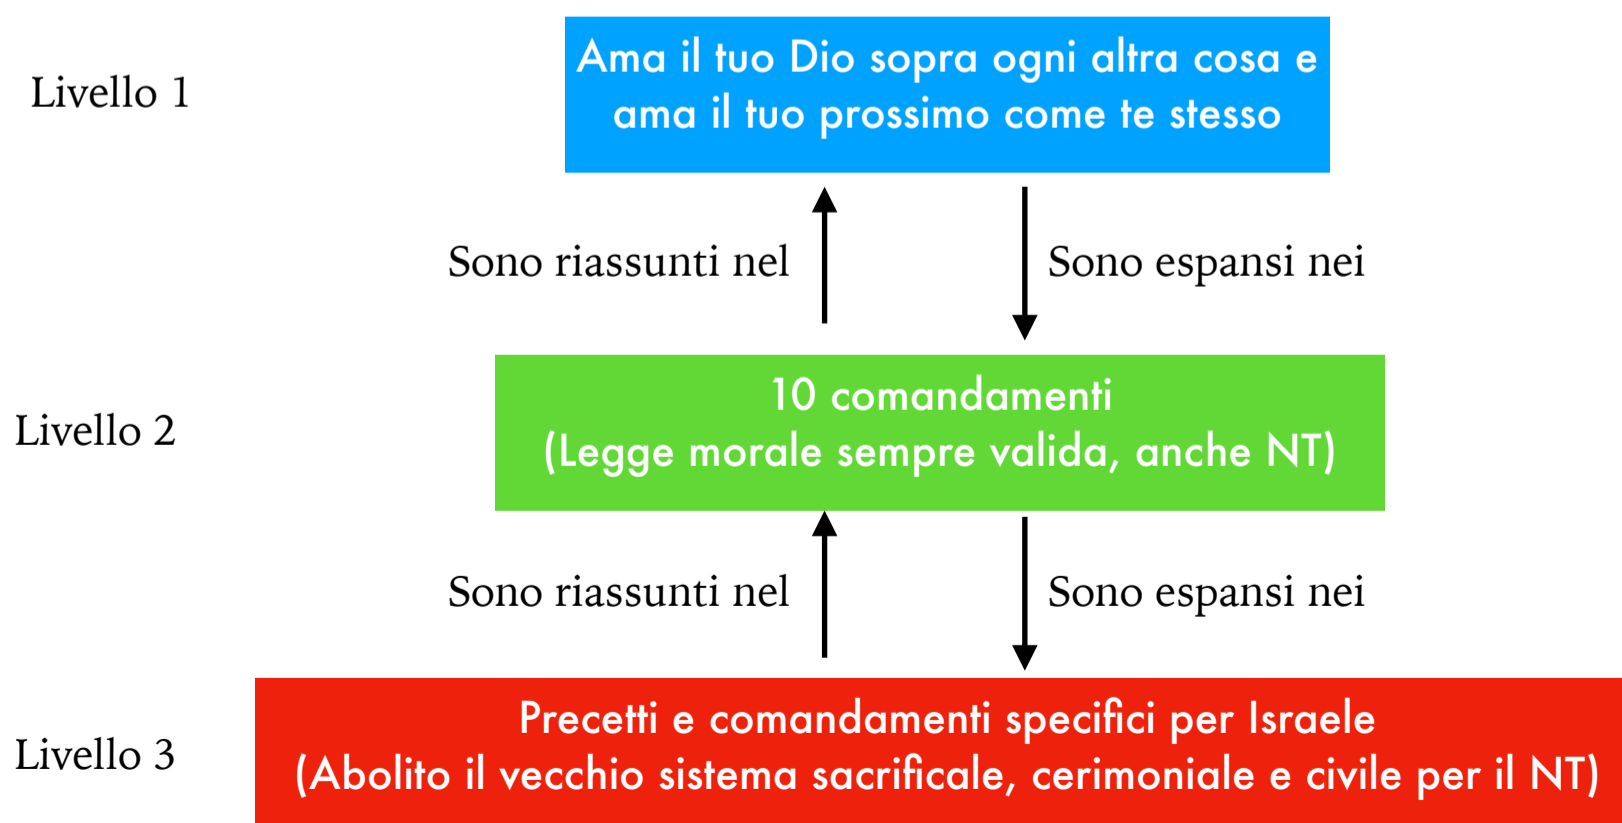 Livello 1
Ama il tuo Dio sopra ogni altra cosa e
ama il tuo prossimo come te stesso
Sono riassunti nel
Sono espansi nei
Livello 2
10 comandamenti
(Legge morale sempre valida, anche NT)
Sono riassunti nel
Sono espansi nei
Livello 3
Precetti e comandamenti specifici per Israele
(Abolito il vecchio sistema sacrificale, cerimoniale e civile per il NT)